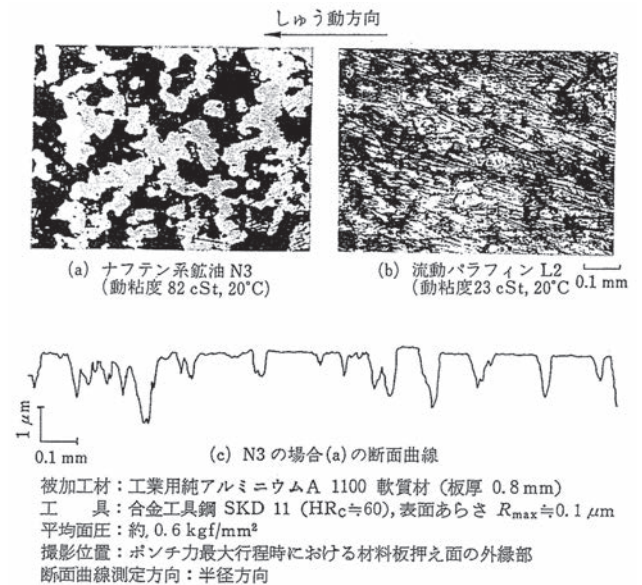 しゅう動方向
(a) ナフテン系鉱油 N3
(動粘度 82 cSt, 20°C)
(b) 流動パラフィン L2
(動粘度23 cSt, 20°C
0.1 mm
1 μm
0.1 mm
(c) N3 の場合(a)の断面曲線
被加工材：工業用純アルミニウムA 1100 軟質材 (板厚 0.8 mm)
工　具：合金工具鋼 SKD 11 (HRc≒60), 表面あらさ Rmax≒0.1 μm
平均面圧：約, 0.6 kgf/mm²
撮影位置：ポンチ力最大行程時における材料板押え面の外縁部
断面曲線測定方向：半径方向